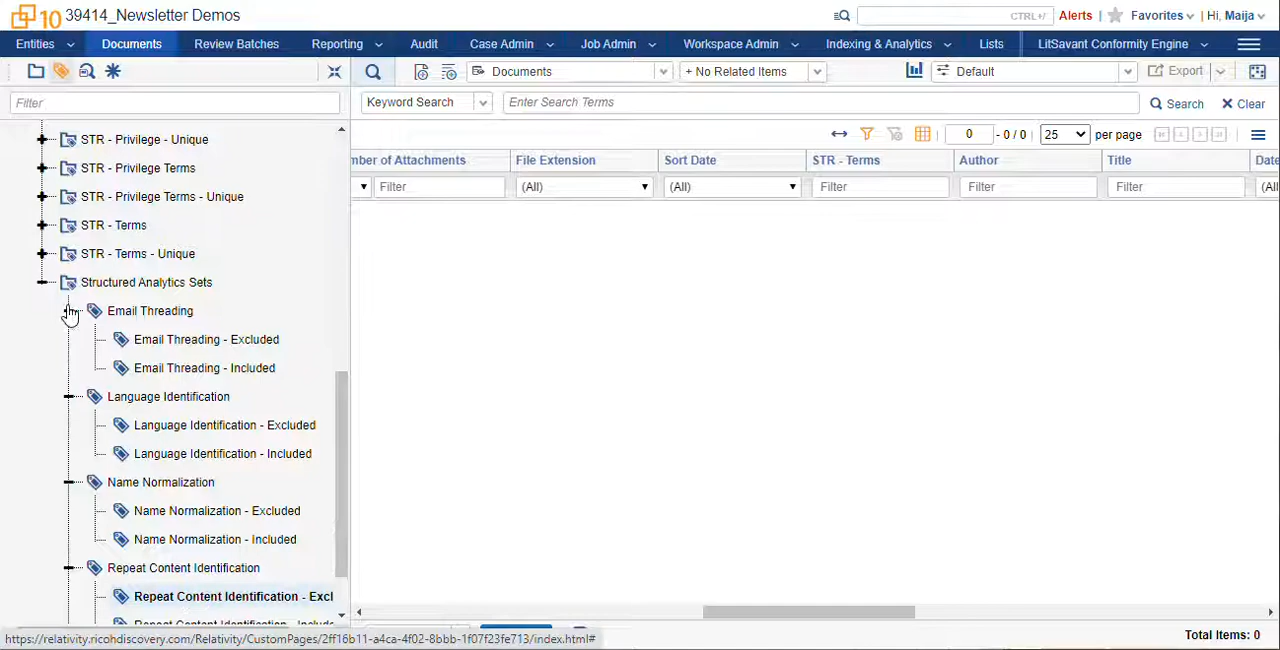 10 39414_Newsletter Demos CTRL+/ Alerts | Favorites | Hi, Maija
Entities Documents Review Batches Reporting Audit Case Admin Job Admin Workspace Admin Indexing & Analytics Lists LitSavant Conformity Engine
Documents + No Related Items Default Export
Filter Keyword Search Enter Search Terms Search Clear
0 - 0 / 0 25 per page
STR - Privilege - Unique
STR - Privilege Terms
STR - Privilege Terms - Unique
STR - Terms
STR - Terms - Unique
Structured Analytics Sets
Email Threading
Email Threading - Excluded
Email Threading - Included
Language Identification
Language Identification - Excluded
Language Identification - Included
Name Normalization
Name Normalization - Excluded
Name Normalization - Included
Repeat Content Identification
Repeat Content Identification - Excl
nber of Attachments File Extension Sort Date STR - Terms Author Title Date
Filter (All) (All) Filter Filter Filter (All
https://relativity.ricohdiscovery.com/Relativity/CustomPages/2ff16b11-a4ca-4f02-8bbb-1f07f23fe713/index.html#
Total Items: 0